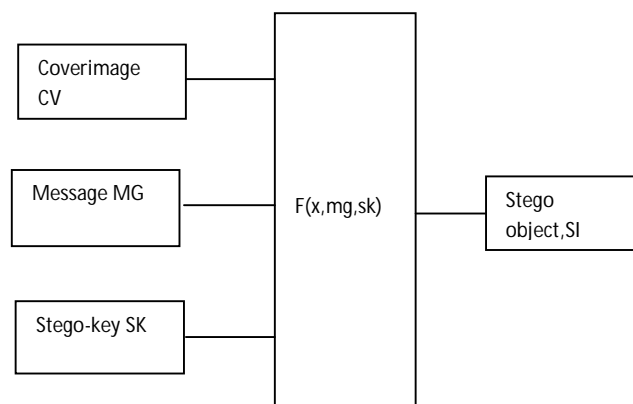 Coverimage
CV
Message MG
F(x,mg,sk)
Stego
object,SI
Stego-key SK